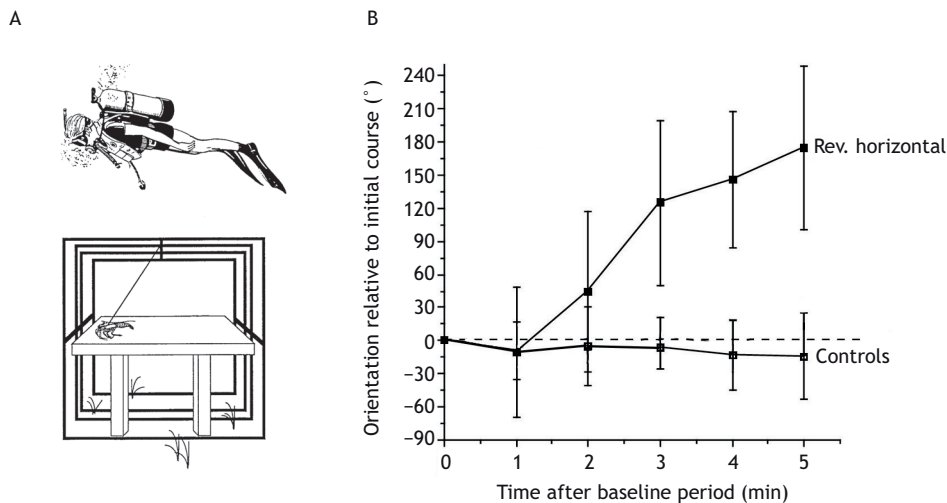 A
B
Orientation relative to initial course (°)
240
210
180
150
120
90
60
30
0
−30
−60
−90
Rev. horizontal
Controls
0 1 2 3 4 5
Time after baseline period (min)